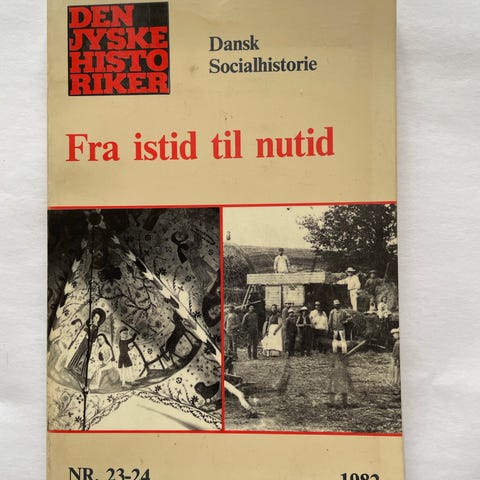 DEN
JYSKE
HISTO
RIKER
Dansk
Socialhistorie
Fra istid til nutid
NR. 23-24
1982